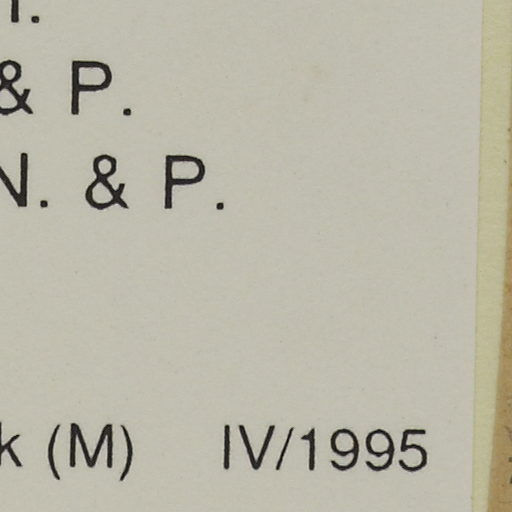 & P.
N. & P.
k (M) IV/1995